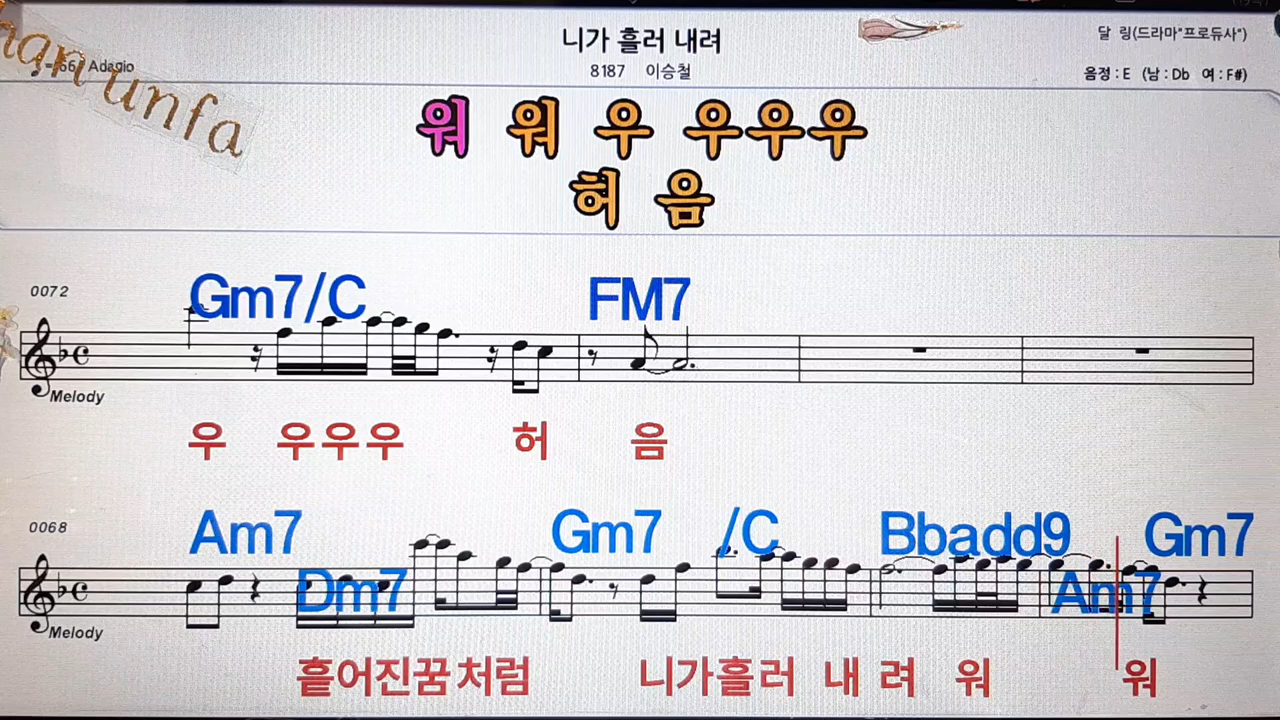 han unfa
니가 흘러 내려
8187 이승철
달 링(드라마"프로듀사")
음정 : E (남 : Db 여 : F#)
Adagio
워 워 우 우우우
허 음
0072
Gm7/C FM7
Melody
우 우우우 허 음
0068
Am7 Dm7 Gm7 /C Bbadd9 Am7 Gm7
Melody
흩어진꿈처럼 니가흘러 내 려 워 워